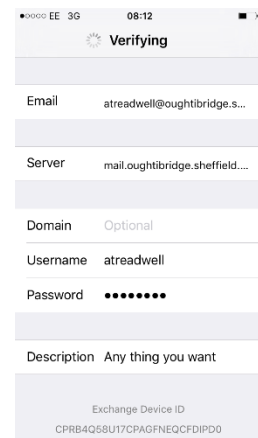 EE 3G 08:12
Verifying
Email atreadwell@oughtibridge.s...
Server mail.oughtibridge.sheffield....
Domain Optional
Username atreadwell
Password ●●●●●●●●
Description Any thing you want
Exchange Device ID
CPRB4Q58U17CPAGFNEQCFDIPD0